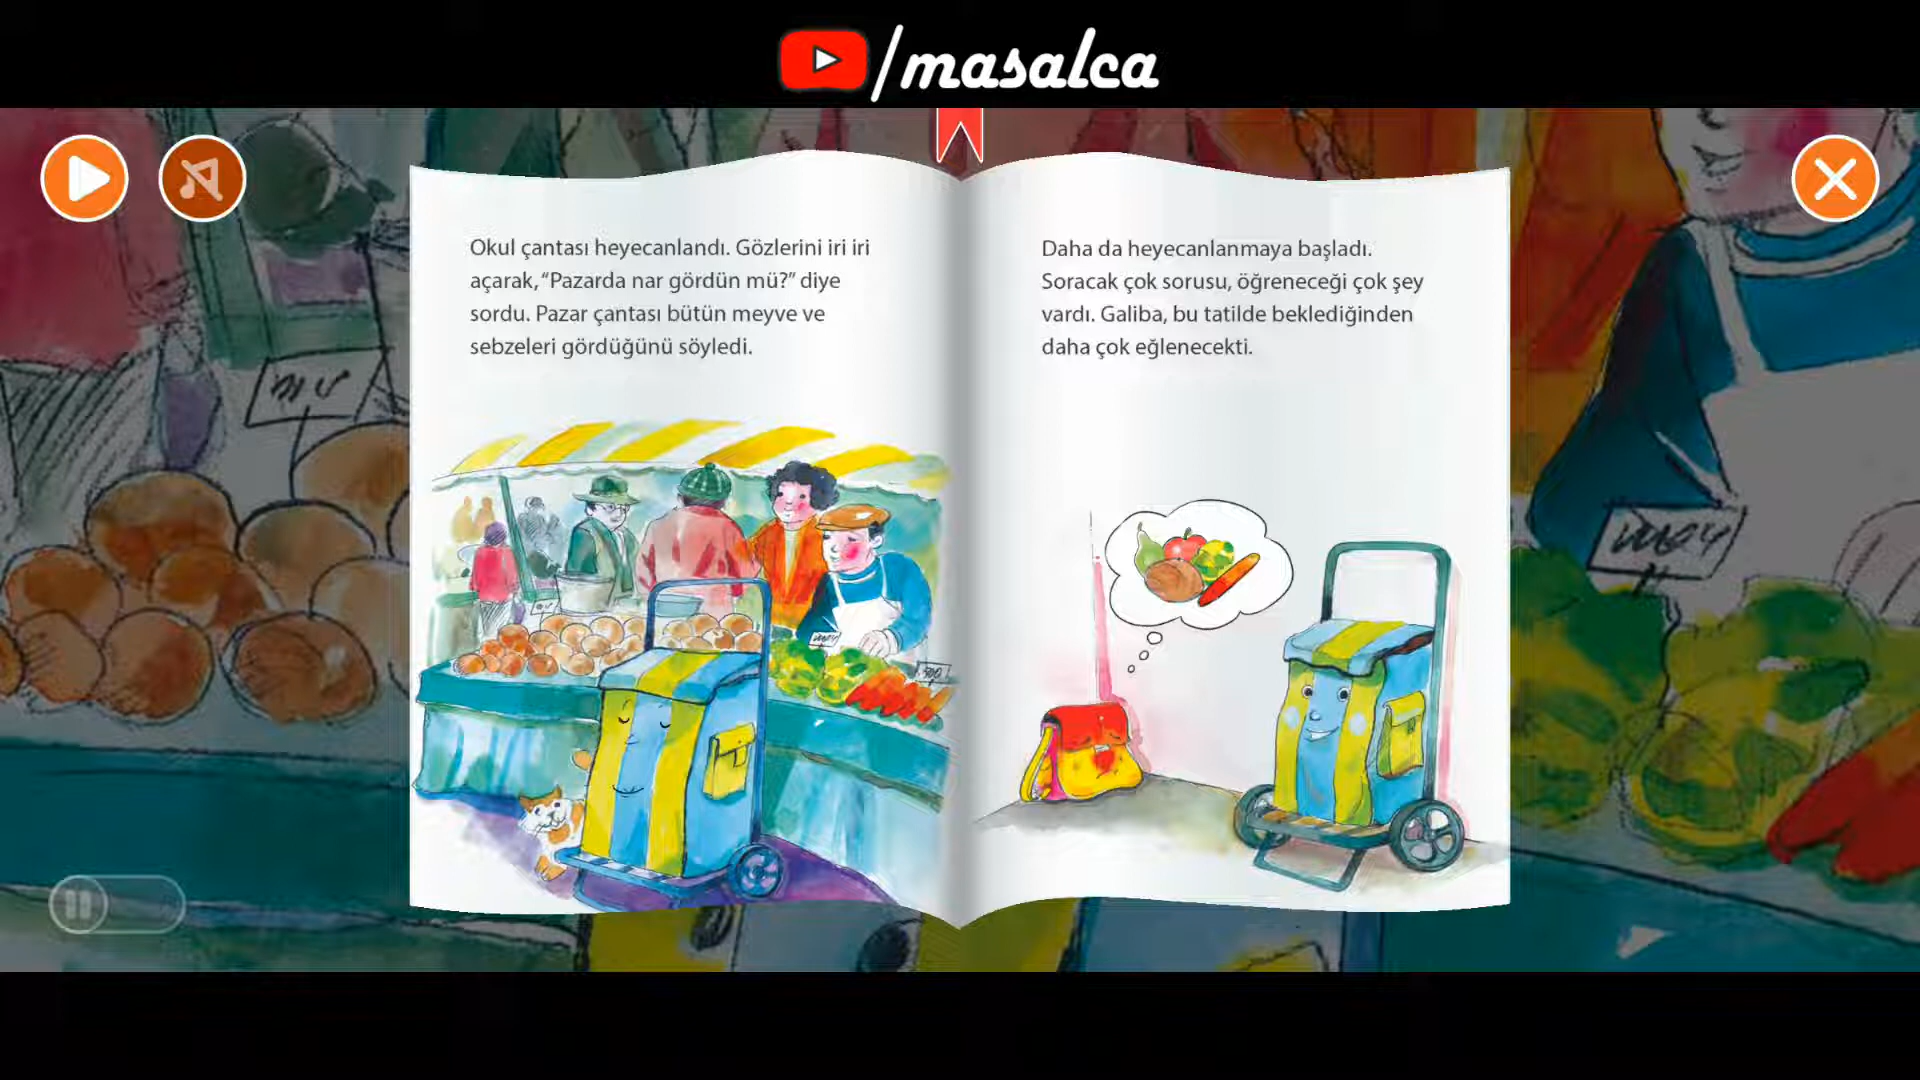 /masalca
Okul çantası heyecanlandı. Gözlerini iri iri
açarak, “Pazarda nar gördün mü?” diye
sordu. Pazar çantası bütün meyve ve
sebzeleri gördüğünü söyledi.
Daha da heyecanlanmaya başladı.
Soracak çok sorusu, öğreneceği çok şey
vardı. Galiba, bu tatilde beklediğinden
daha çok eğlenecekti.